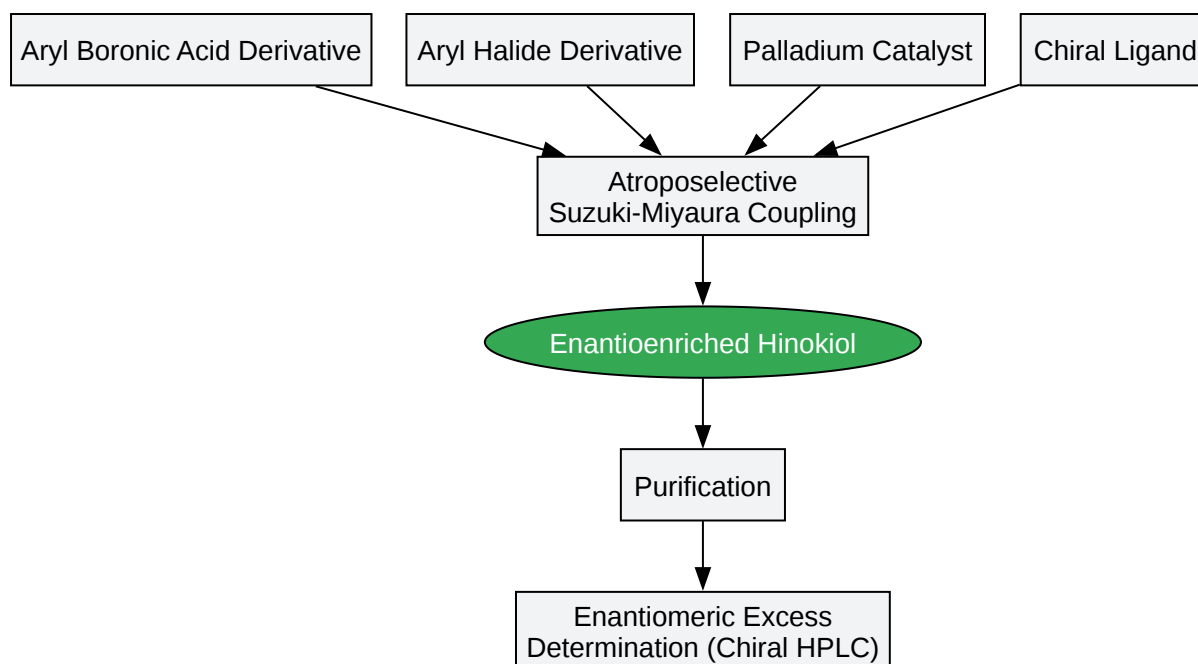 Aryl Boronic Acid Derivative
Aryl Halide Derivative
Palladium Catalyst
Chiral Ligand
Atroposelective
Suzuki-Miyaura Coupling
Enantioenriched Hinokiol
Purification
Enantiomeric Excess
Determination (Chiral HPLC)